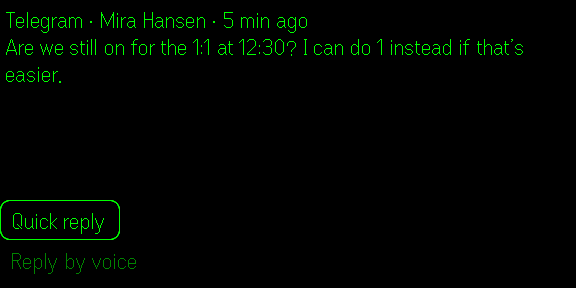 Telegram · Mira Hansen · 5 min ago
Are we still on for the 1:1 at 12:30? I can do 1 instead if that's
easier.
Quick reply
Reply by voice